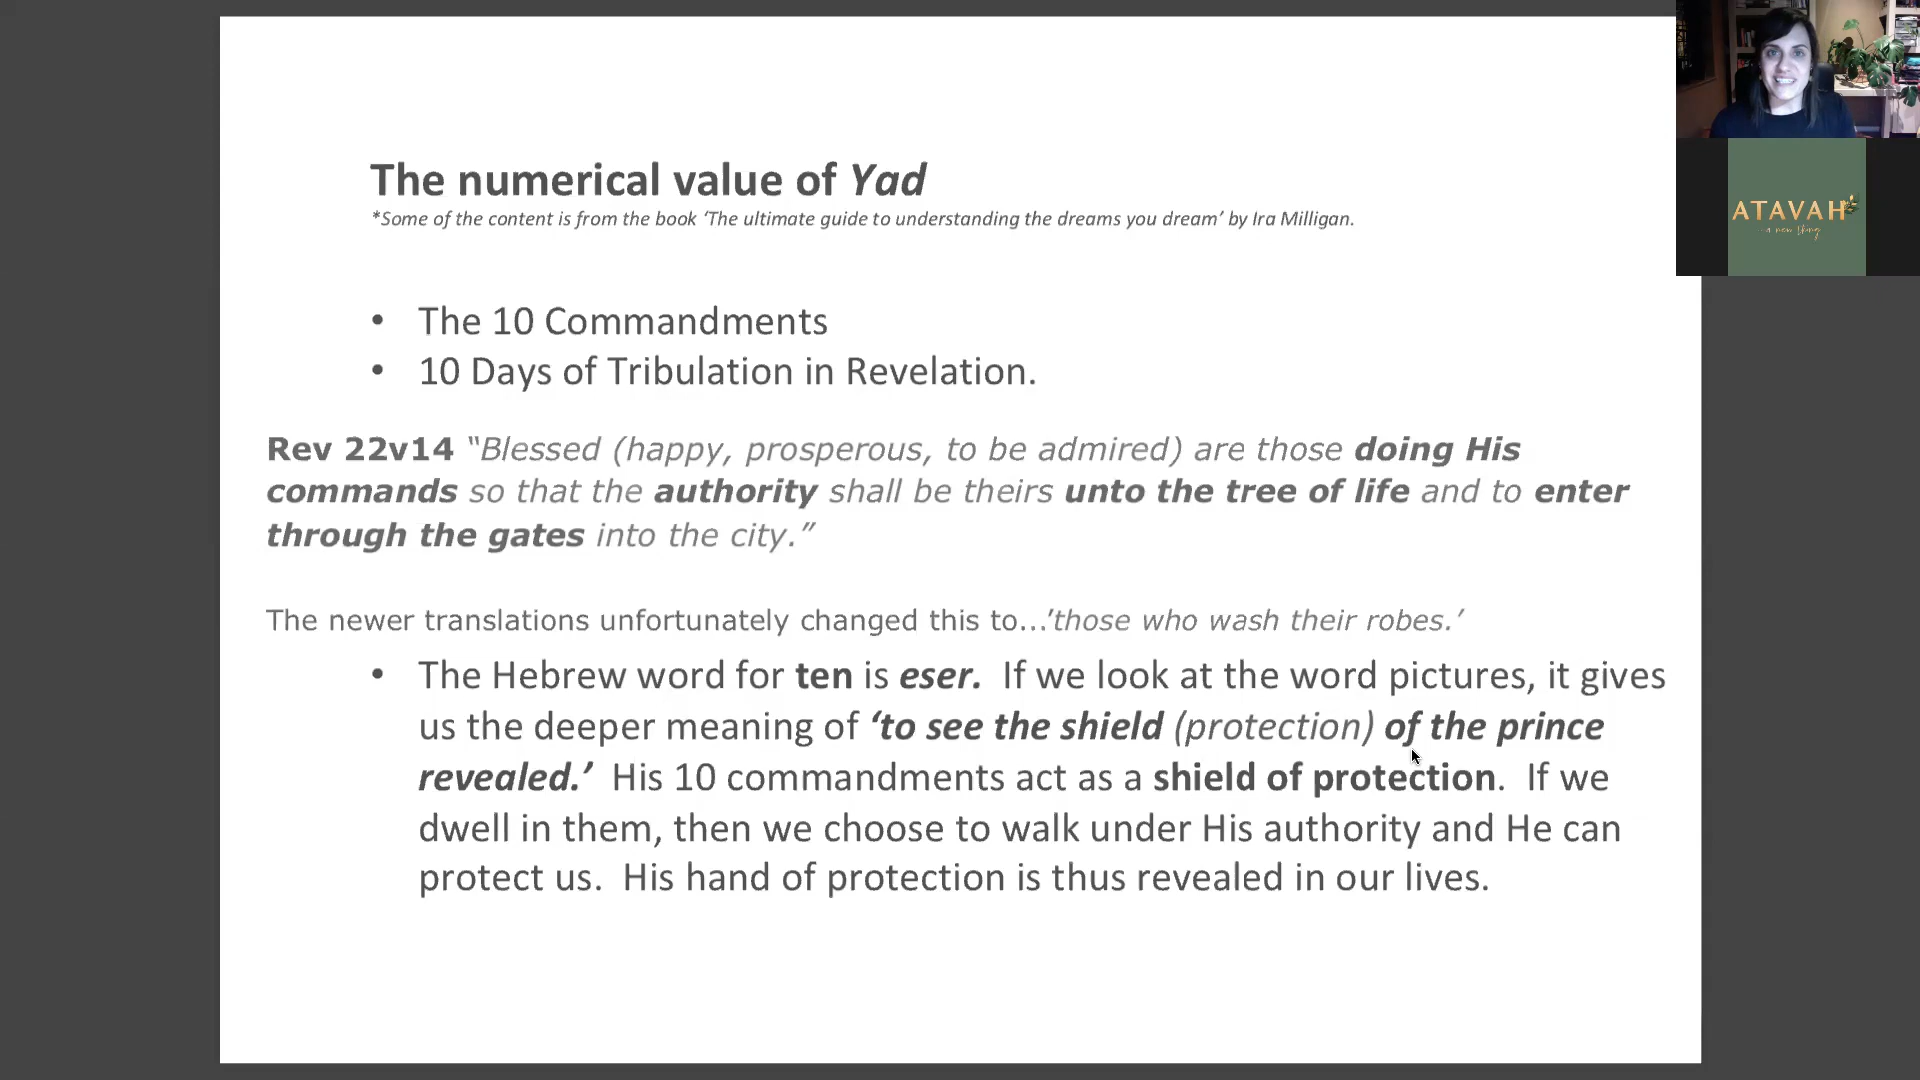 The numerical value of Yad
*Some of the content is from the book ‘The ultimate guide to understanding the dreams you dream’ by Ira Milligan.
• The 10 Commandments
• 10 Days of Tribulation in Revelation.
Rev 22v14 “Blessed (happy, prosperous, to be admired) are those doing His
commands so that the authority shall be theirs unto the tree of life and to enter
through the gates into the city.”
The newer translations unfortunately changed this to...’those who wash their robes.’
• The Hebrew word for ten is eser. If we look at the word pictures, it gives
us the deeper meaning of ‘to see the shield (protection) of the prince
revealed.’ His 10 commandments act as a shield of protection. If we
dwell in them, then we choose to walk under His authority and He can
protect us. His hand of protection is thus revealed in our lives.
ATAVAH
a new thing